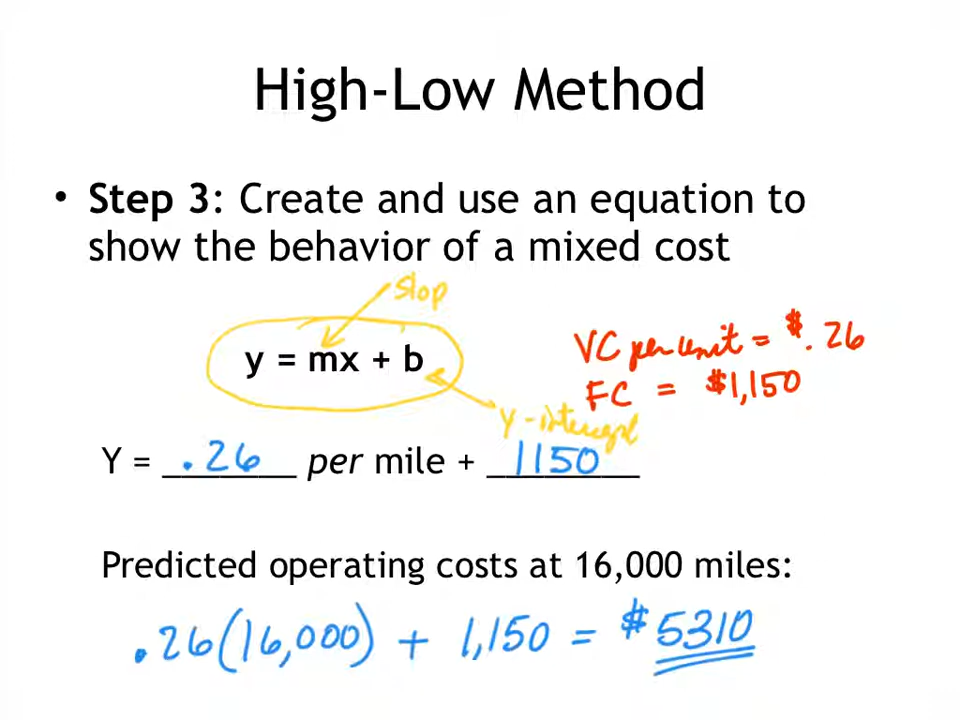 High-Low Method
• Step 3: Create and use an equation to
show the behavior of a mixed cost
slop
y = mx + b
VC per unit = $.26
FC = $1,150
y-intercept
Y = .26 per mile + 1150
Predicted operating costs at 16,000 miles:
.26(16,000) + 1,150 = $5310